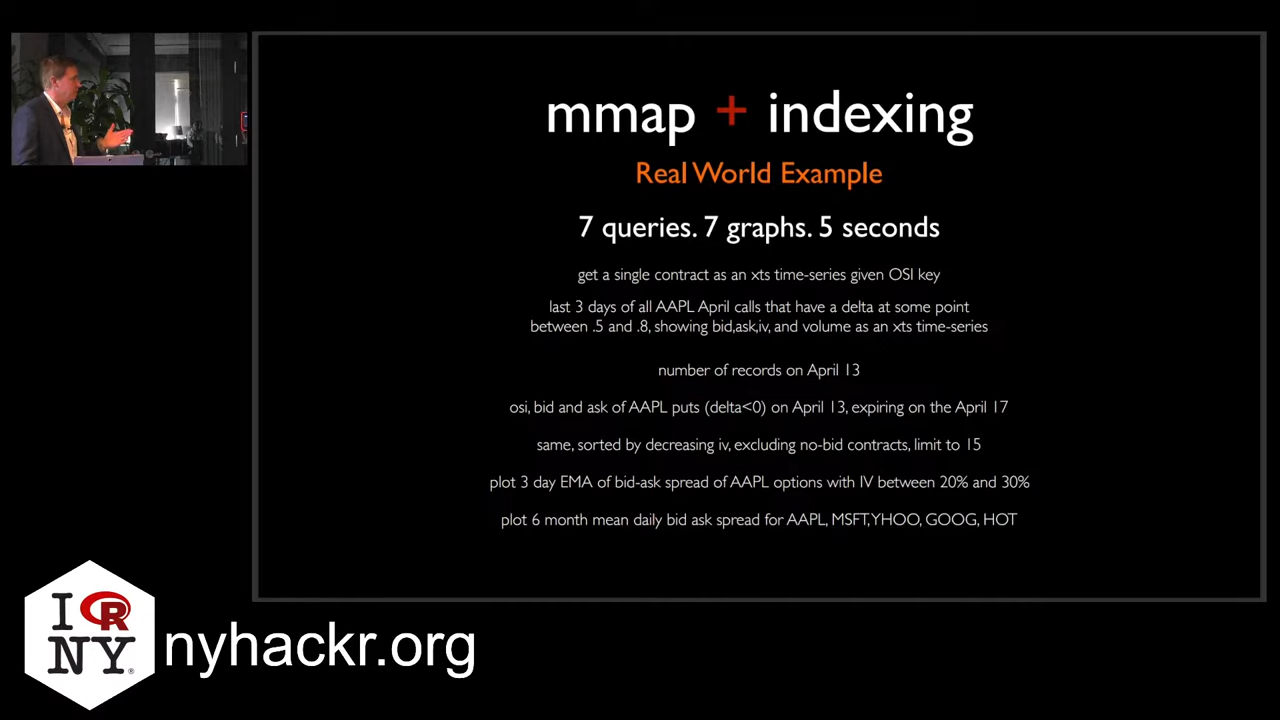 mmap + indexing
Real World Example
7 queries. 7 graphs. 5 seconds
get a single contract as an xts time-series given OSI key
last 3 days of all AAPL April calls that have a delta at some point
between .5 and .8, showing bid,ask,iv, and volume as an xts time-series
number of records on April 13
osi, bid and ask of AAPL puts (delta<0) on April 13, expiring on the April 17
same, sorted by decreasing iv, excluding no-bid contracts, limit to 15
plot 3 day EMA of bid-ask spread of AAPL options with IV between 20% and 30%
plot 6 month mean daily bid ask spread for AAPL, MSFT,YHOO, GOOG, HOT
I R
NY®
nyhackr.org